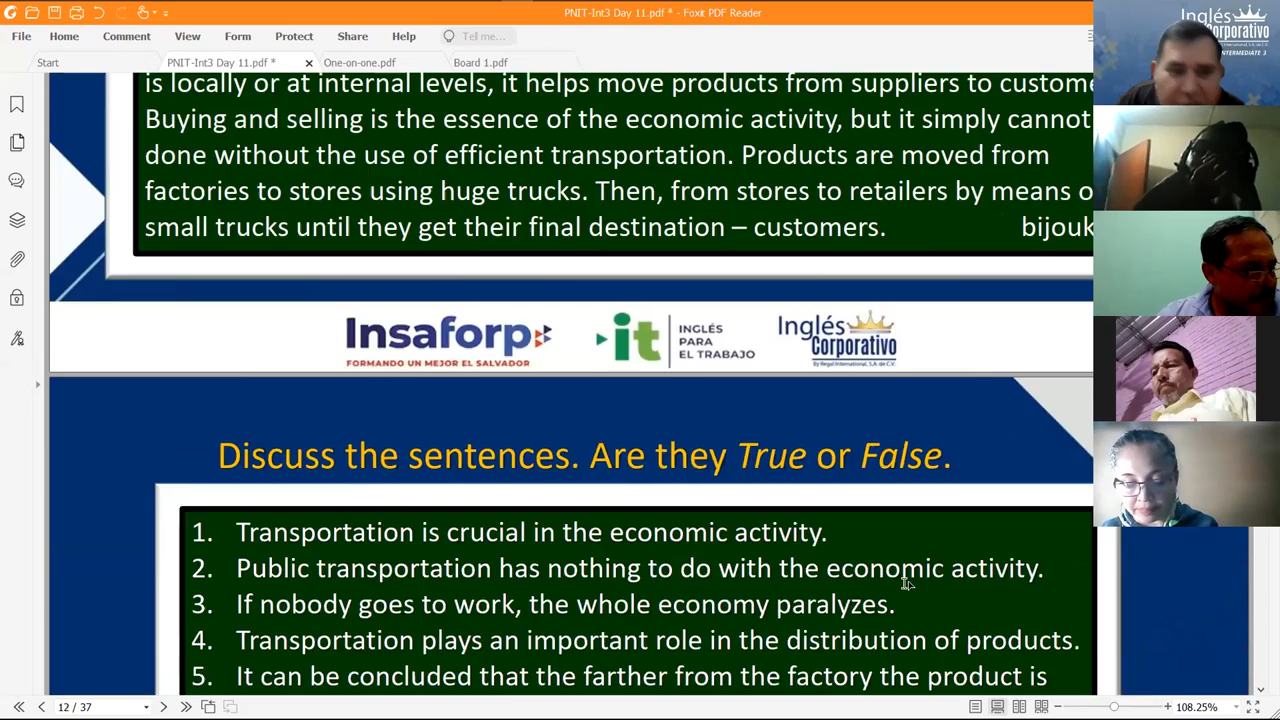 PNIT-Int3 Day 11.pdf * - Foxit PDF Reader
File Home Comment View Form Protect Share Help Tell me...
Start PNIT-Int3 Day 11.pdf * One-on-one.pdf Board 1.pdf
is locally or at internal levels, it helps move products from suppliers to custome
Buying and selling is the essence of the economic activity, but it simply cannot
done without the use of efficient transportation. Products are moved from
factories to stores using huge trucks. Then, from stores to retailers by means o
small trucks until they get their final destination – customers. bijouk
Insaforp
FORMANDO UN MEJOR EL SALVADOR
it
INGLÉS
PARA
EL TRABAJO
Inglés
Corporativo
by Regal International, S.A. de C.V.
Discuss the sentences. Are they True or False.
1. Transportation is crucial in the economic activity.
2. Public transportation has nothing to do with the economic activity.
3. If nobody goes to work, the whole economy paralyzes.
4. Transportation plays an important role in the distribution of products.
5. It can be concluded that the farther from the factory the product is
12 / 37
108.25%
Inglés
Corporativo
INTERMEDIATE 3